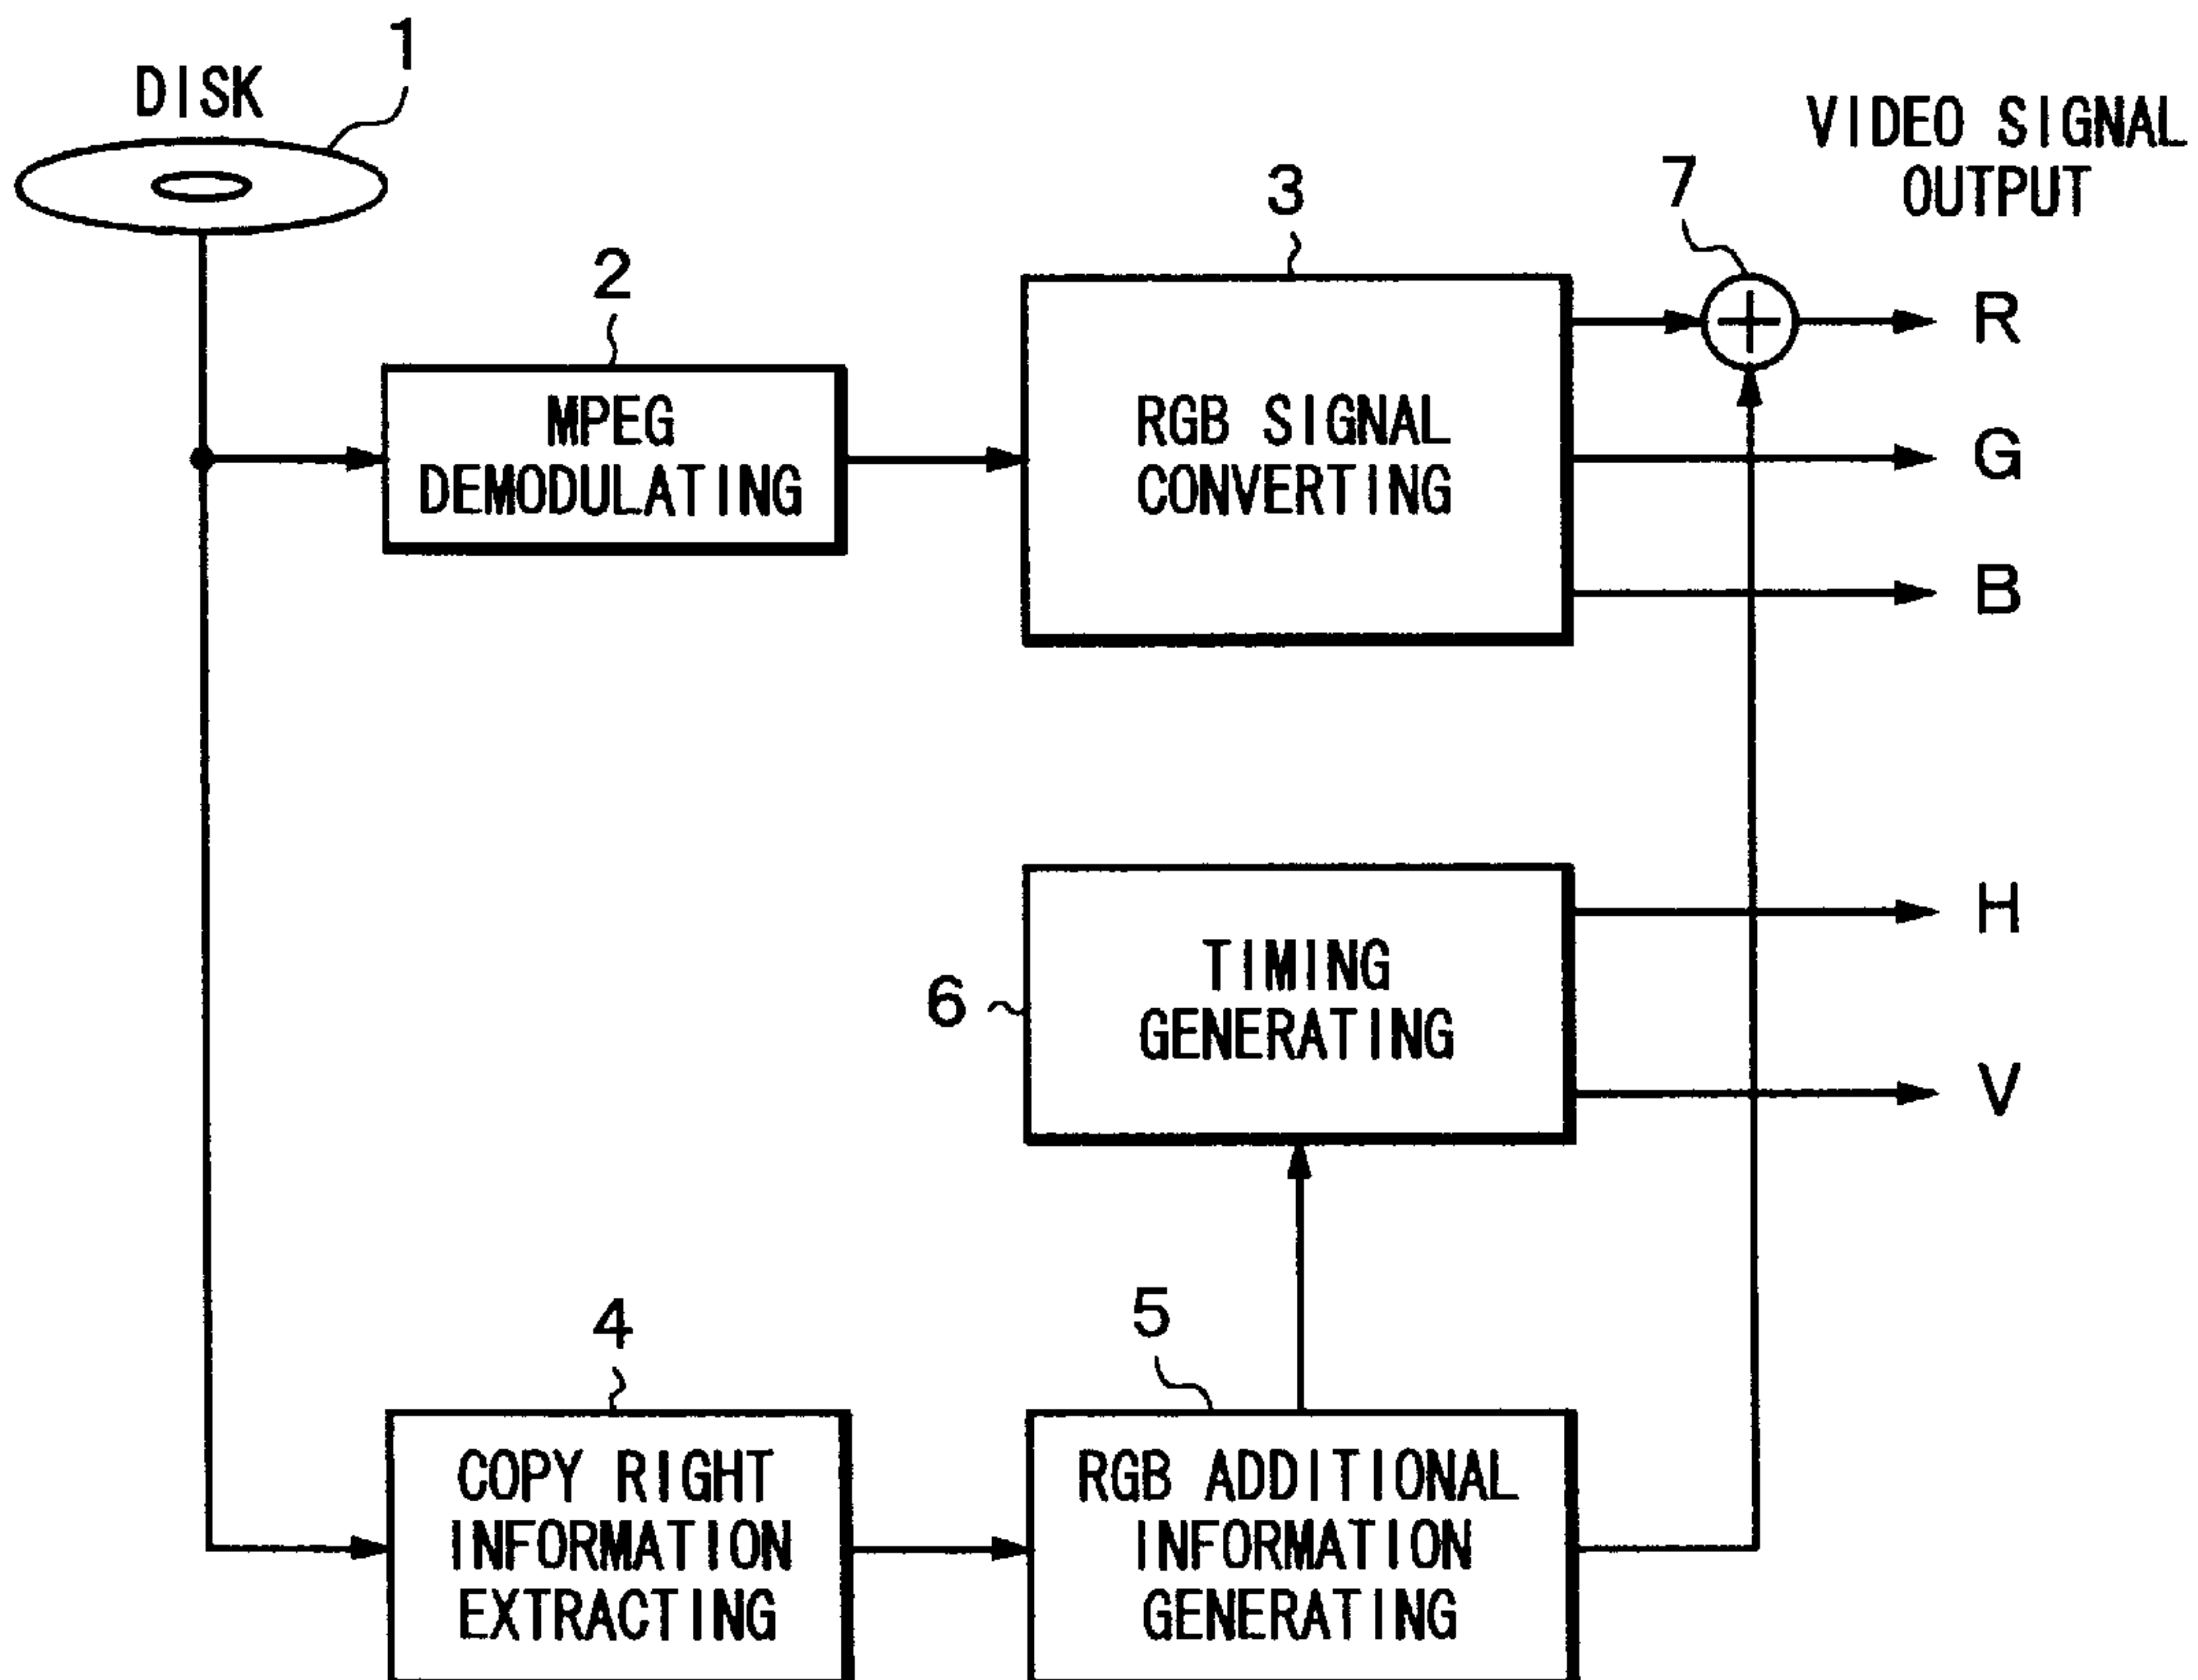 1
DISK
VIDEO SIGNAL
OUTPUT
7
3
2
R
MPEG
DEMODULATING
RGB SIGNAL
CONVERTING
G
B
H
TIMING
GENERATING
6
V
4
5
COPY RIGHT
INFORMATION
EXTRACTING
RGB ADDITIONAL
INFORMATION
GENERATING